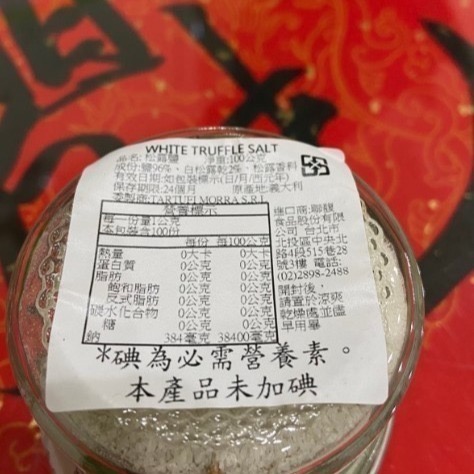 WHITE TRUFFLE SALT
品名:松露鹽 淨重:100公克
成份:鹽96%、白松露乾2%、松露香料
有效日期:如包裝標示(日/月/西元年)
保存期限:24個月 原產地:義大利
製造商:TARTUFI MORRA S.R.L
營養標示
每一份量1公克
本包裝含100份
每份 每100公克
熱量 0大卡 0大卡
蛋白質 0公克 0公克
脂肪 0公克 0公克
飽和脂肪 0公克 0公克
反式脂肪 0公克 0公克
碳水化合物 0公克 0公克
糖 0公克 0公克
鈉 384毫克 38400毫克
進口商:聯馥
食品股份有限
公司 台北市
北投區中央北
路4段515巷28
號3樓 電話:
022898-2488
開封後,
請置於涼爽
乾燥處並儘
早用畢
*碘為必需營養素。
本產品未加碘